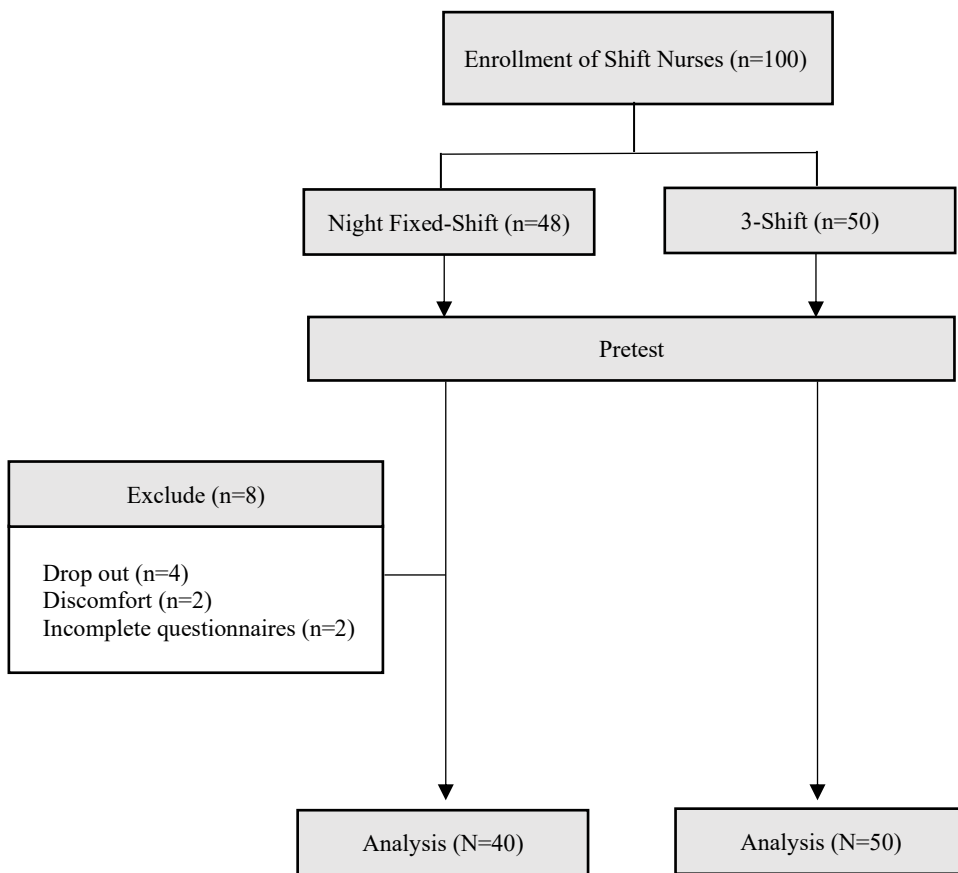 Enrollment of Shift Nurses (n=100)
Night Fixed-Shift (n=48)
3-Shift (n=50)
Pretest
Exclude (n=8)
Drop out (n=4)
Discomfort (n=2)
Incomplete questionnaires (n=2)
Analysis (N=40)
Analysis (N=50)